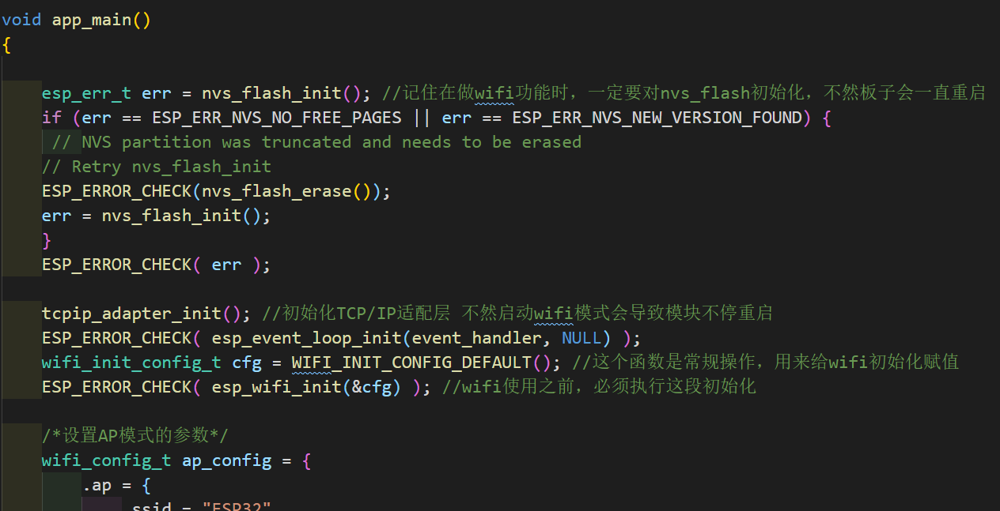 void app_main()
{
esp_err_t err = nvs_flash_init(); //记住在做wifi功能时，一定要对nvs_flash初始化，不然板子会一直重启
if (err == ESP_ERR_NVS_NO_FREE_PAGES || err == ESP_ERR_NVS_NEW_VERSION_FOUND) {
// NVS partition was truncated and needs to be erased
// Retry nvs_flash_init
ESP_ERROR_CHECK(nvs_flash_erase());
err = nvs_flash_init();
}
ESP_ERROR_CHECK( err );
tcpip_adapter_init(); //初始化TCP/IP适配层 不然启动wifi模式会导致模块不停重启
ESP_ERROR_CHECK( esp_event_loop_init(event_handler, NULL) );
wifi_init_config_t cfg = WIFI_INIT_CONFIG_DEFAULT(); //这个函数是常规操作，用来给wifi初始化赋值
ESP_ERROR_CHECK( esp_wifi_init(&cfg) ); //wifi使用之前，必须执行这段初始化
/*设置AP模式的参数*/
wifi_config_t ap_config = {
.ap = {
ssid = "ESP32"